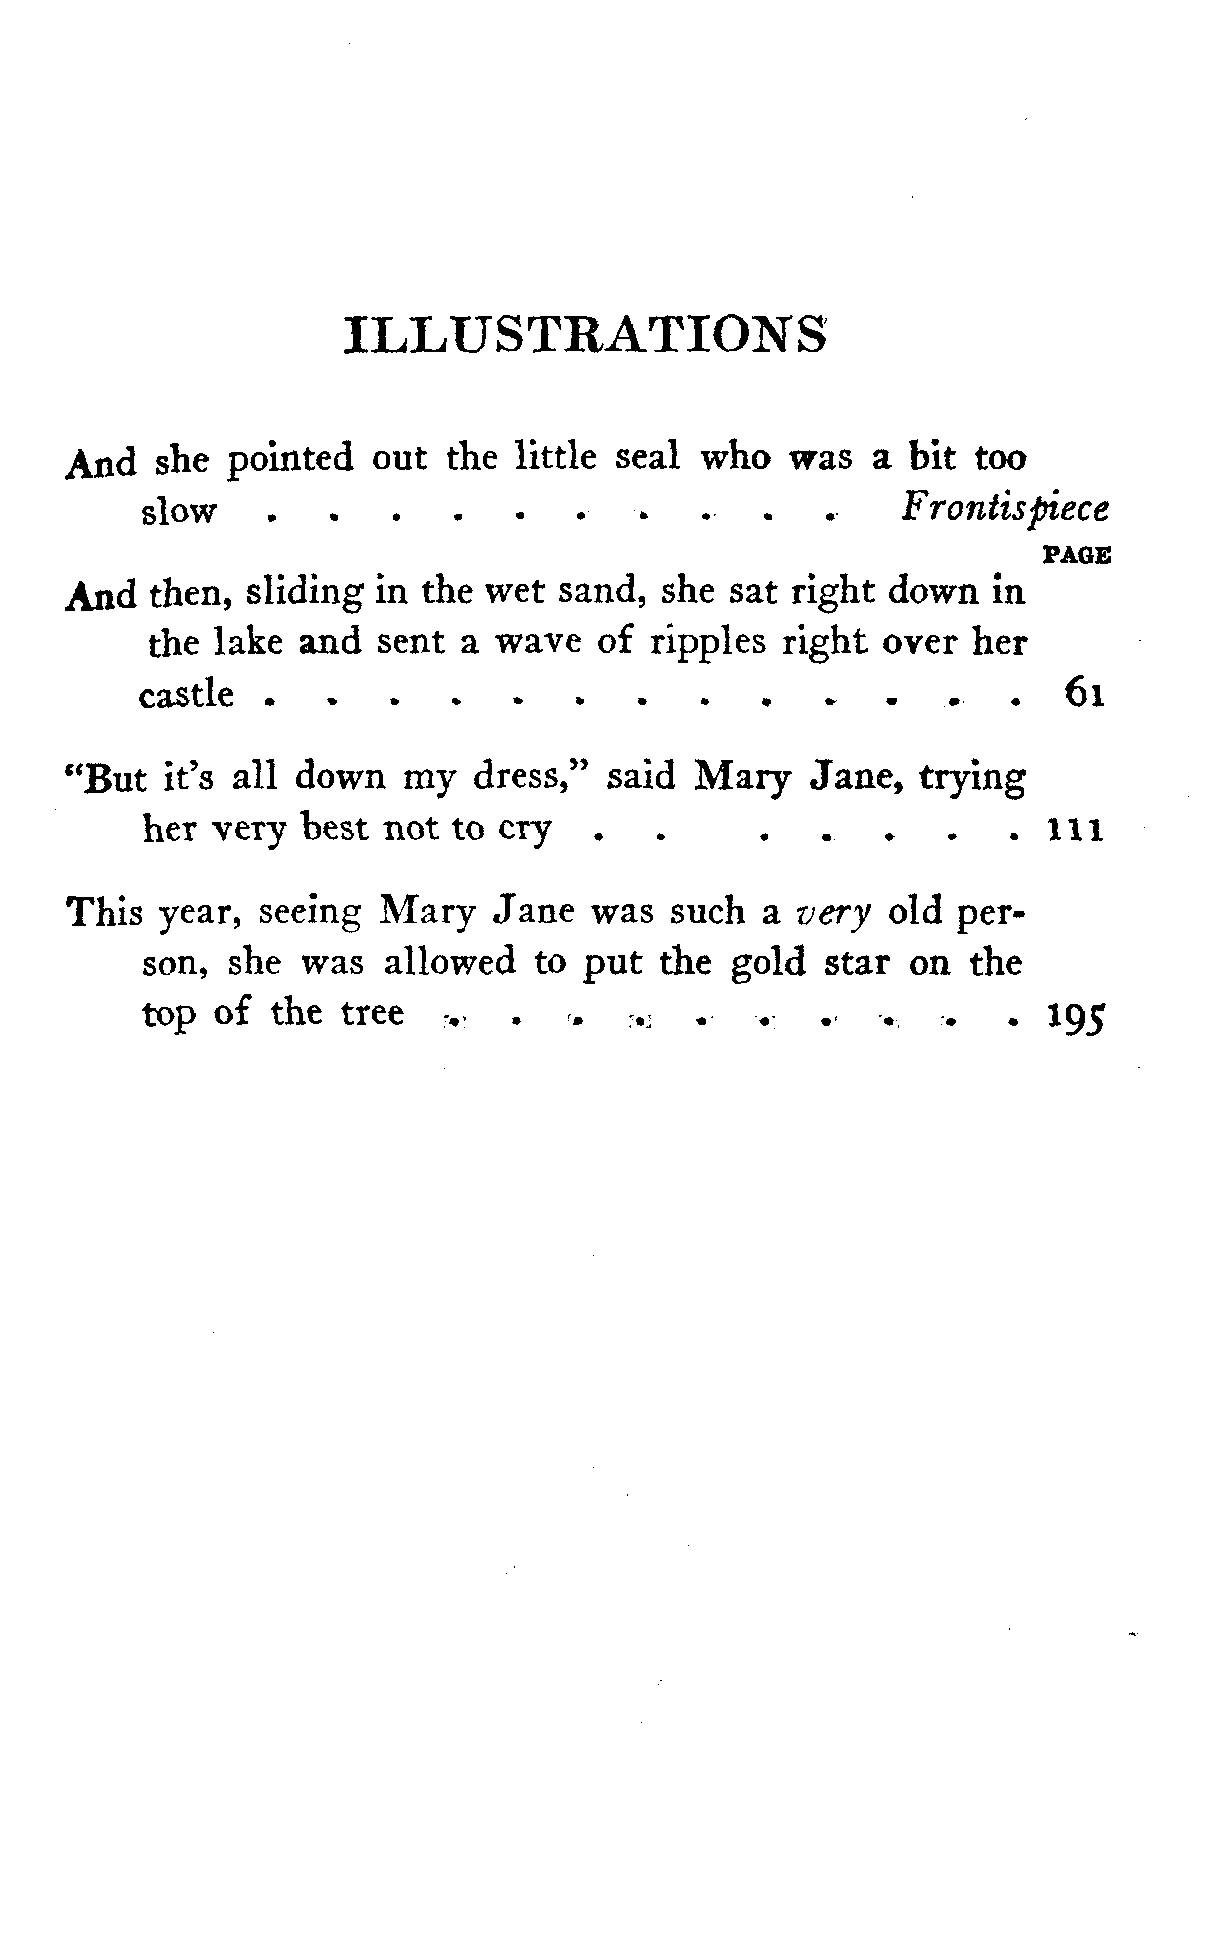 ILLUSTRATIONS
And she pointed out the little seal who was a bit too
slow . . . . . . . . . . Frontispiece
PAGE
And then, sliding in the wet sand, she sat right down in
the lake and sent a wave of ripples right over her
castle . . . . . . . . . . . . . 61
"But it's all down my dress," said Mary Jane, trying
her very best not to cry . . . . . . . 111
This year, seeing Mary Jane was such a very old per-
son, she was allowed to put the gold star on the
top of the tree . . . . . . . . . . 195